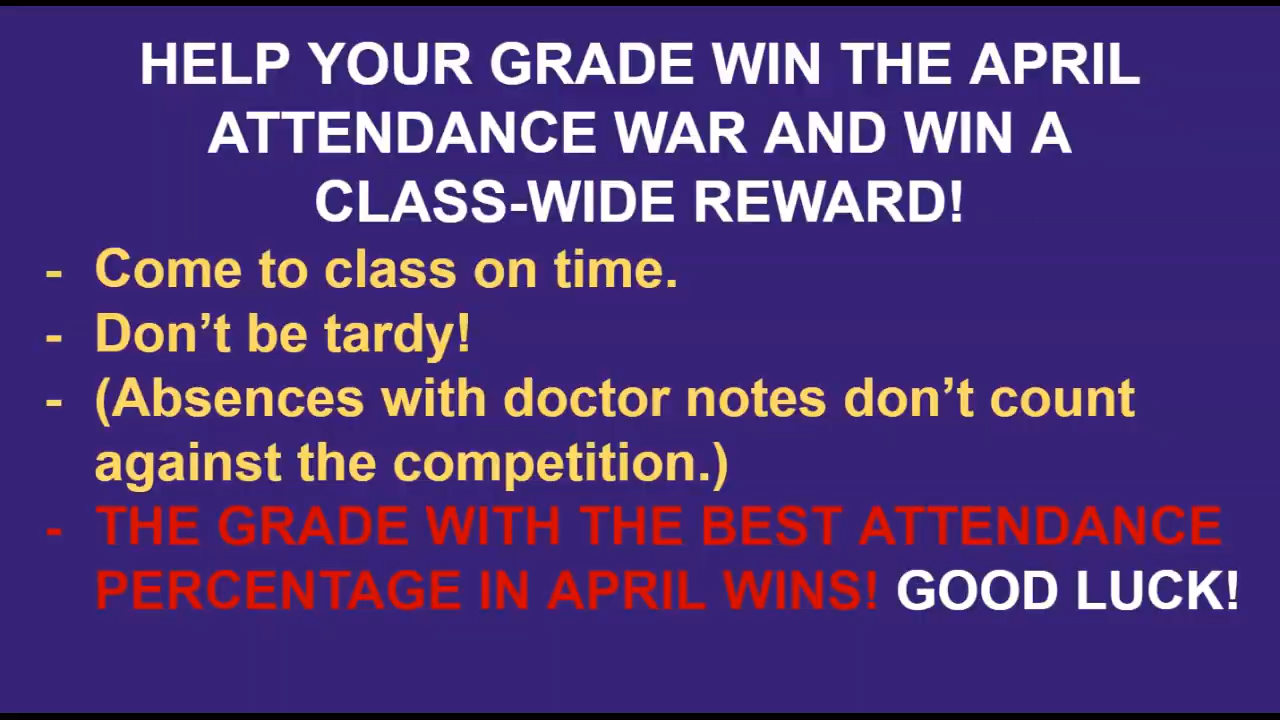 HELP YOUR GRADE WIN THE APRIL
ATTENDANCE WAR AND WIN A
CLASS-WIDE REWARD!
- Come to class on time.
- Don’t be tardy!
- (Absences with doctor notes don’t count
against the competition.)
- THE GRADE WITH THE BEST ATTENDANCE
PERCENTAGE IN APRIL WINS! GOOD LUCK!